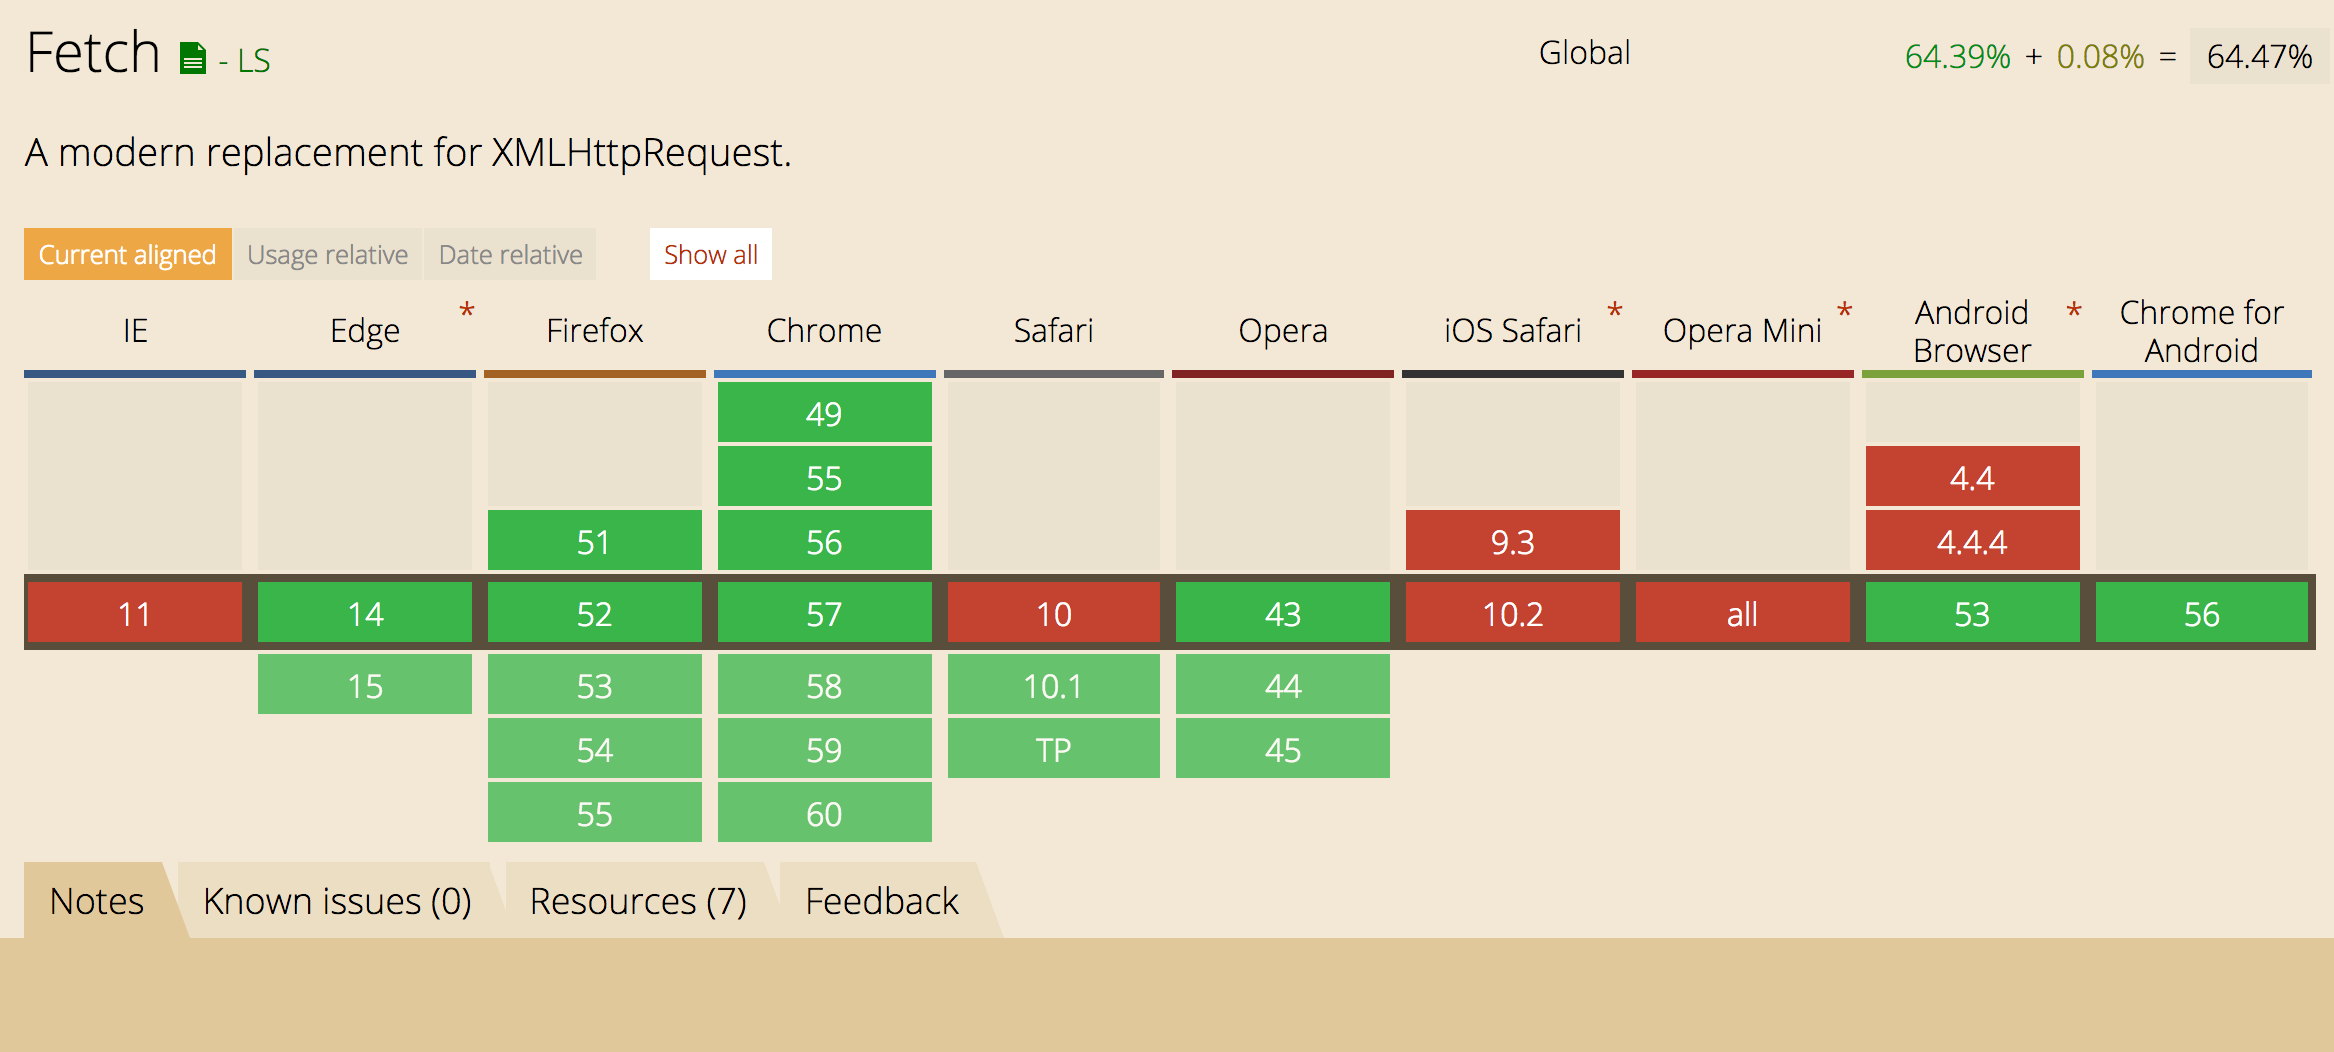 Fetch - LS
Global
64.39% + 0.08% = 64.47%
A modern replacement for XMLHttpRequest.
Current aligned Usage relative Date relative Show all
IE Edge * Firefox Chrome Safari Opera iOS Safari * Opera Mini * Android Browser * Chrome for Android
49
55 4.4
51 56 9.3 4.4.4
11 14 52 57 10 43 10.2 all 53 56
15 53 58 10.1 44
54 59 TP 45
55 60
Notes Known issues (0) Resources (7) Feedback